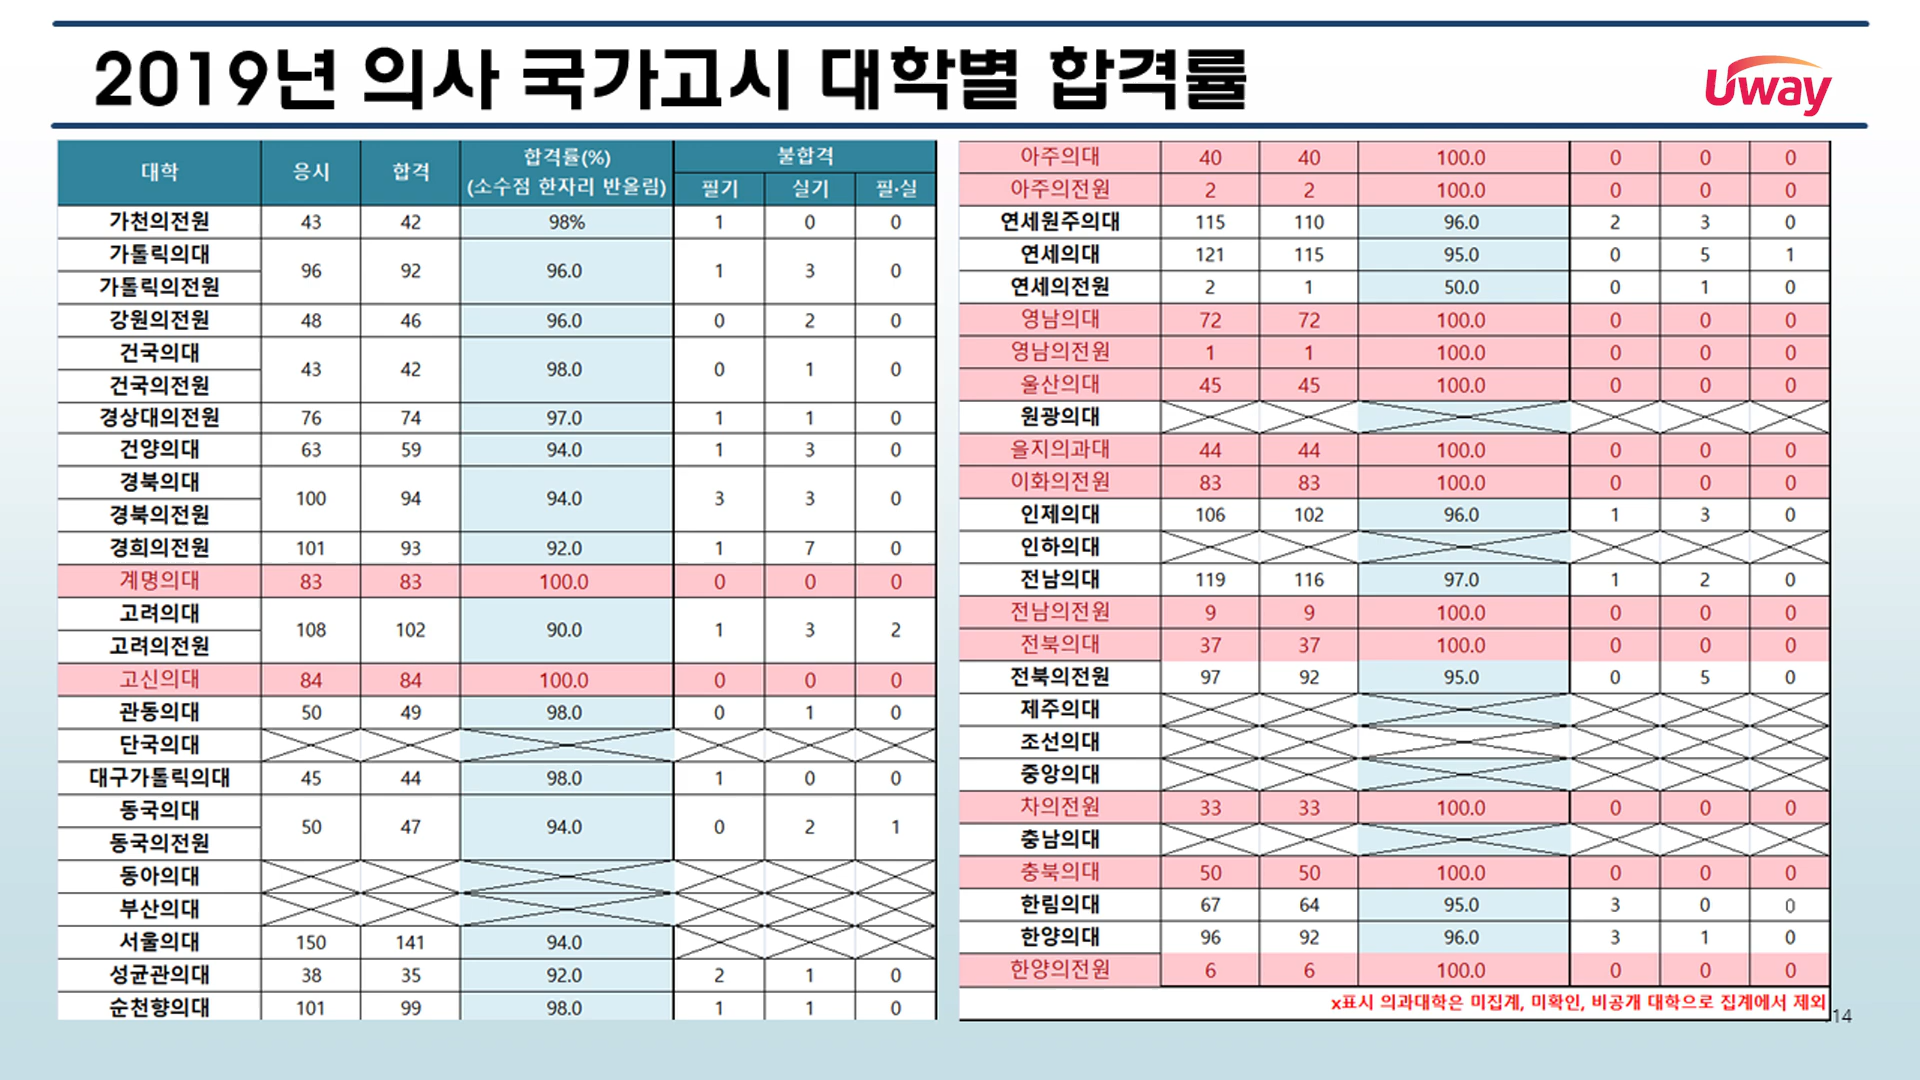 2019년 의사 국가고시 대학별 합격률
Uway
대학 응시 합격 합격률(%) (소수점 한자리 반올림) 불합격
필기 실기 필·실
가천의전원 43 42 98% 1 0 0
가톨릭의대
가톨릭의전원 96 92 96.0 1 3 0
강원의전원 48 46 96.0 0 2 0
건국의대
건국의전원 43 42 98.0 0 1 0
경상대의전원 76 74 97.0 1 1 0
건양의대 63 59 94.0 1 3 0
경북의대
경북의전원 100 94 94.0 3 3 0
경희의전원 101 93 92.0 1 7 0
계명의대 83 83 100.0 0 0 0
고려의대
고려의전원 108 102 90.0 1 3 2
고신의대 84 84 100.0 0 0 0
관동의대 50 49 98.0 0 1 0
단국의대
대구가톨릭의대 45 44 98.0 1 0 0
동국의대
동국의전원 50 47 94.0 0 2 1
동아의대
부산의대
서울의대 150 141 94.0
성균관의대 38 35 92.0 2 1 0
순천향의대 101 99 98.0 1 1 0
아주의대 40 40 100.0 0 0 0
아주의전원 2 2 100.0 0 0 0
연세원주의대 115 110 96.0 2 3 0
연세의대 121 115 95.0 0 5 1
연세의전원 2 1 50.0 0 1 0
영남의대 72 72 100.0 0 0 0
영남의전원 1 1 100.0 0 0 0
울산의대 45 45 100.0 0 0 0
원광의대
을지의과대 44 44 100.0 0 0 0
이화의전원 83 83 100.0 0 0 0
인제의대 106 102 96.0 1 3 0
인하의대
전남의대 119 116 97.0 1 2 0
전남의전원 9 9 100.0 0 0 0
전북의대 37 37 100.0 0 0 0
전북의전원 97 92 95.0 0 5 0
제주의대
조선의대
중앙의대
차의전원 33 33 100.0 0 0 0
충남의대
충북의대 50 50 100.0 0 0 0
한림의대 67 64 95.0 3 0 0
한양의대 96 92 96.0 3 1 0
한양의전원 6 6 100.0 0 0 0
x표시 의과대학은 미집계, 미확인, 비공개 대학으로 집계에서 제외
14